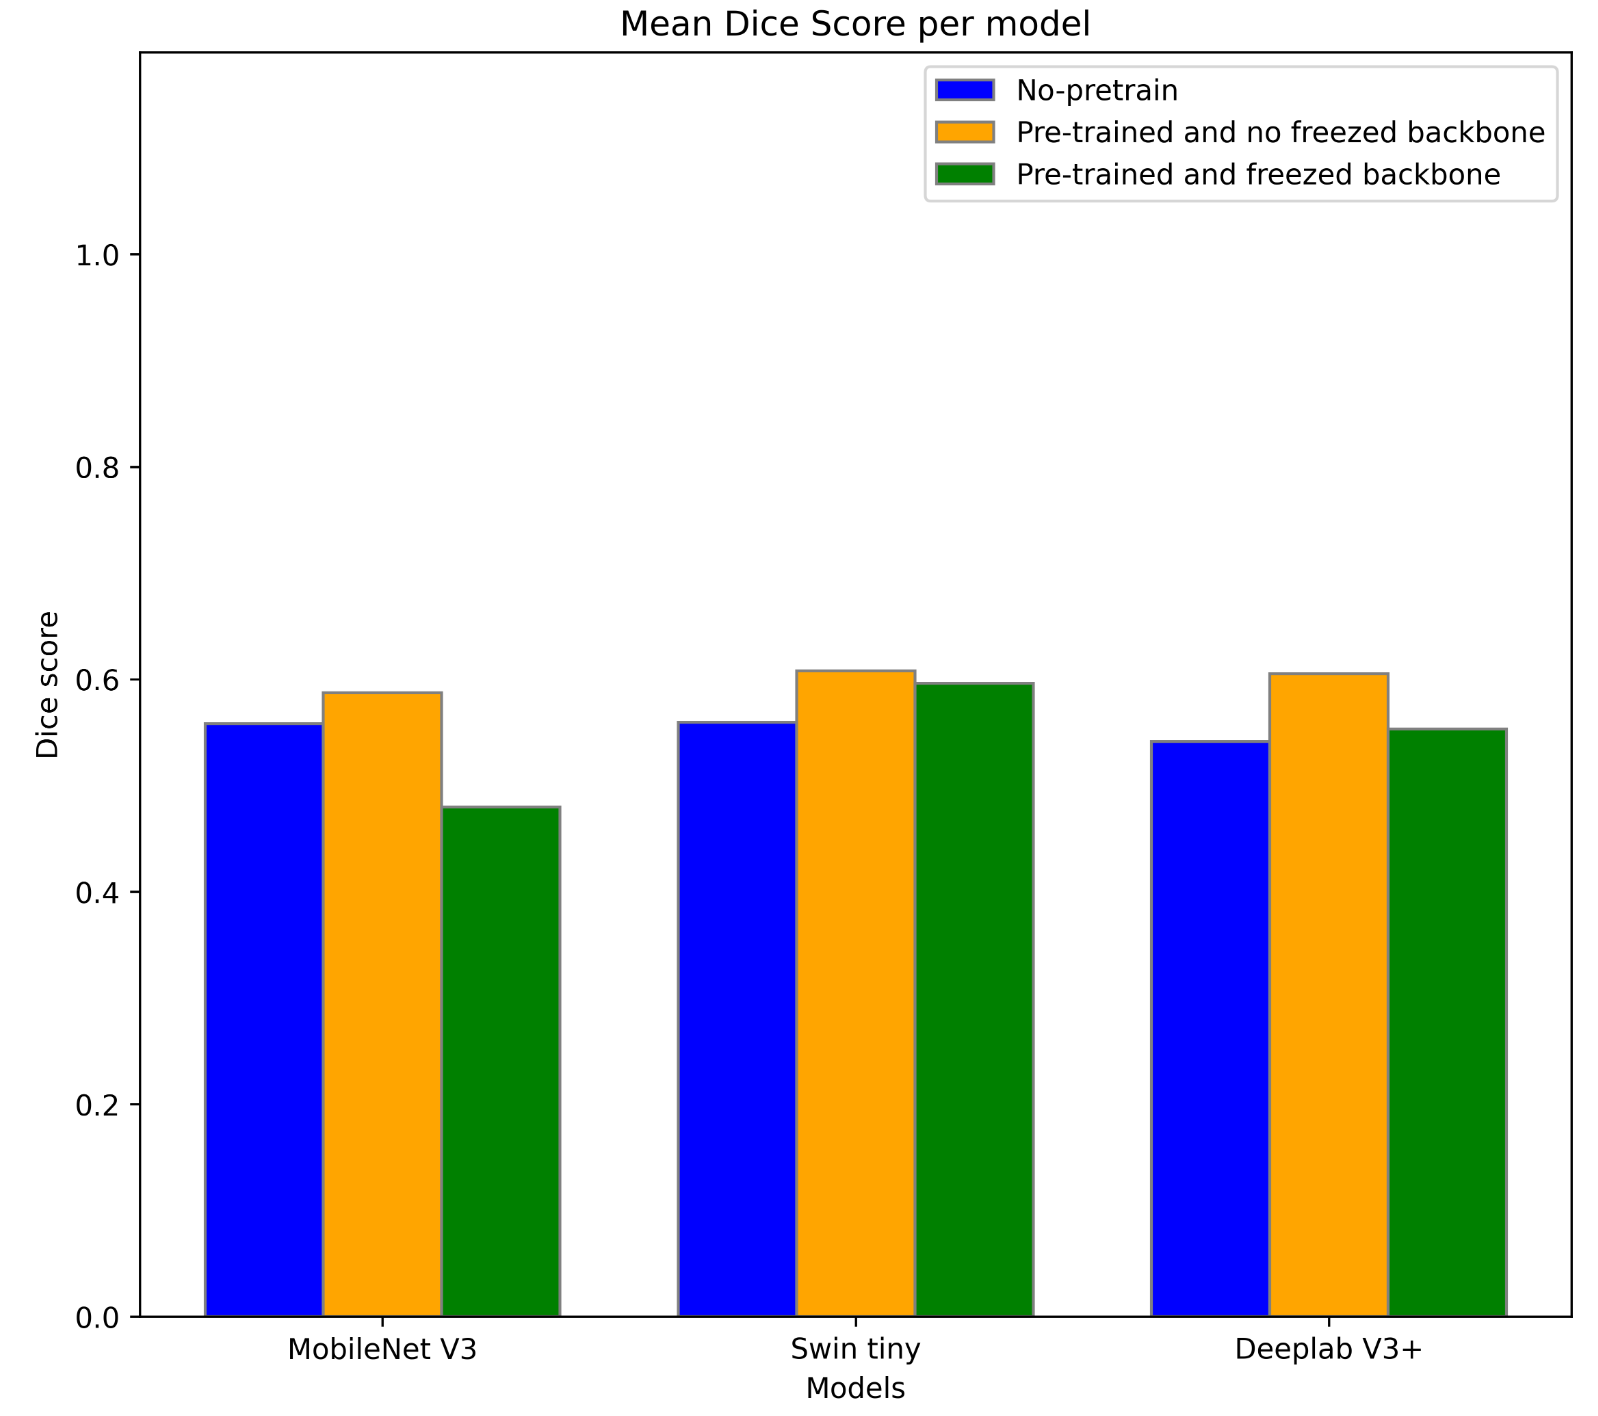 Mean Dice Score per model
No-pretrain
Pre-trained and no freezed backbone
Pre-trained and freezed backbone
1.0
0.8
0.6
0.4
0.2
0.0
Dice score
MobileNet V3
Swin tiny
Deeplab V3+
Models